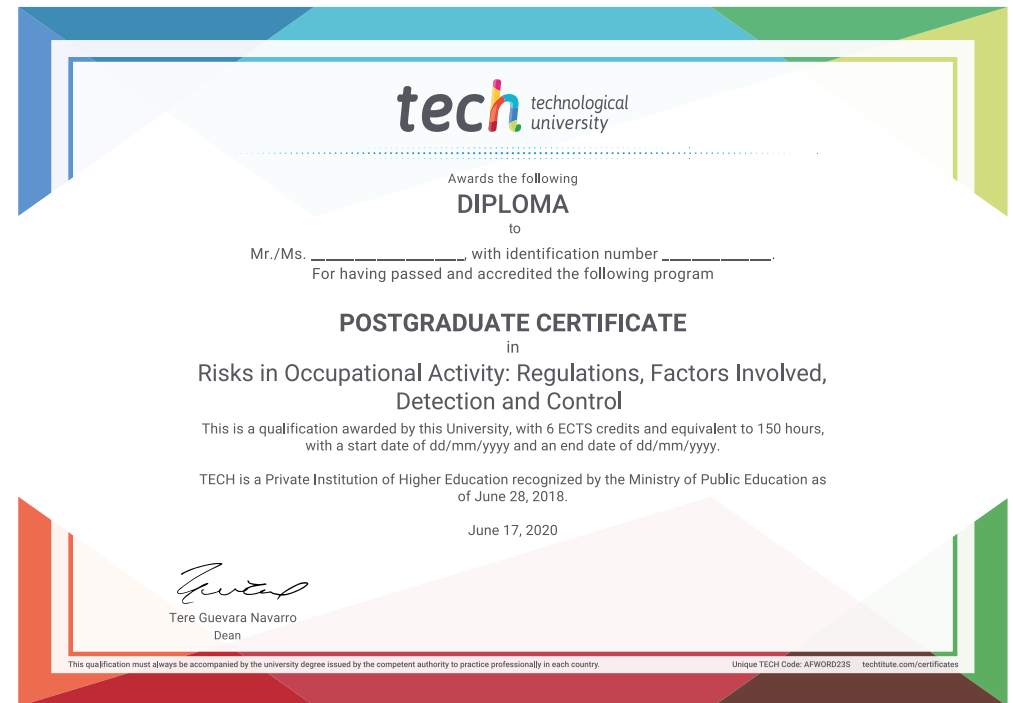 tech technological
university
Awards the following
DIPLOMA
to
Mr./Ms. _________________, with identification number ____________.
For having passed and accredited the following program
POSTGRADUATE CERTIFICATE
in
Risks in Occupational Activity: Regulations, Factors Involved,
Detection and Control
This is a qualification awarded by this University, with 6 ECTS credits and equivalent to 150 hours,
with a start date of dd/mm/yyyy and an end date of dd/mm/yyyy.
TECH is a Private Institution of Higher Education recognized by the Ministry of Public Education as
of June 28, 2018.
June 17, 2020
Tere Guevara Navarro
Dean
This qualification must always be accompanied by the university degree issued by the competent authority to practice professionally in each country.
Unique TECH Code: AFWORD23S techtitute.com/certificates